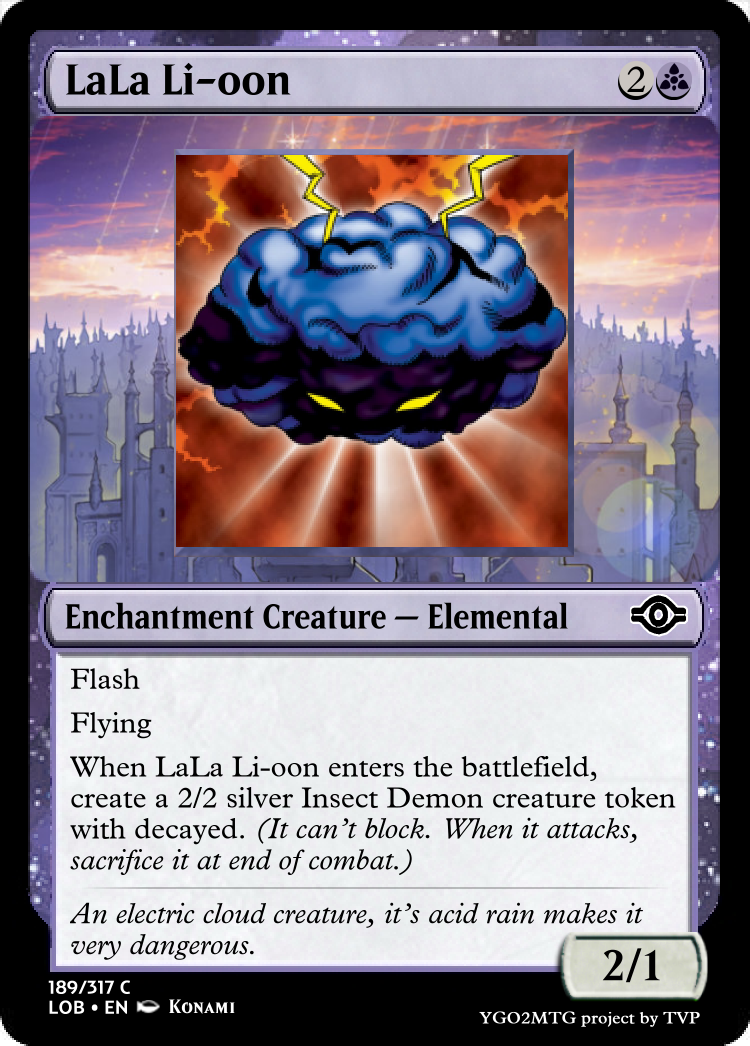 LaLa Li-oon
2
Enchantment Creature — Elemental
Flash
Flying
When LaLa Li-oon enters the battlefield,
create a 2/2 silver Insect Demon creature token
with decayed. (It can't block. When it attacks,
sacrifice it at end of combat.)
An electric cloud creature, it's acid rain makes it
very dangerous.
2/1
189/317 C
LOB • EN KONAMI
YGO2MTG project by TVP